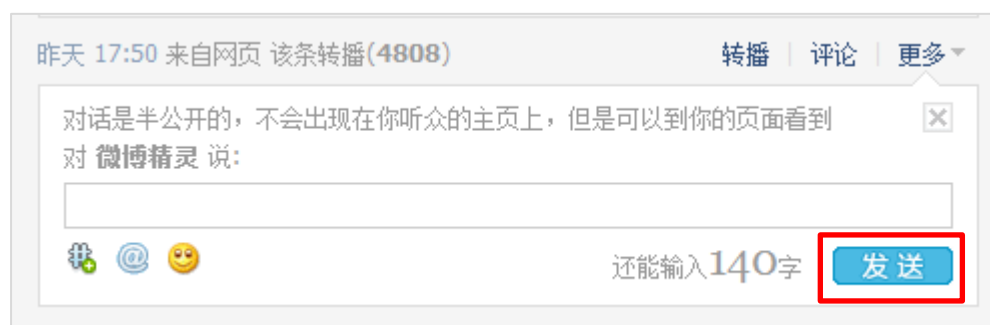 昨天 17:50 来自网页 该条转播(4808) 转播 | 评论 | 更多
对话是半公开的，不会出现在你听众的主页上，但是可以到你的页面看到
对 微博精灵 说:
还能输入140字 发送